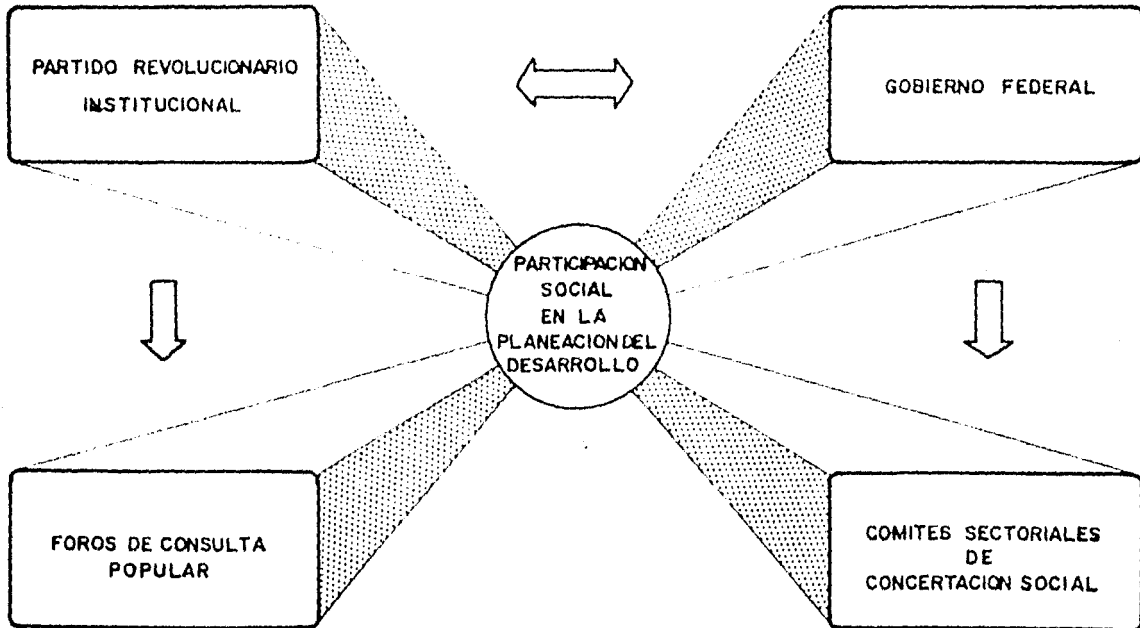 PARTIDO REVOLUCIONARIO
INSTITUCIONAL
GOBIERNO FEDERAL
PARTICIPACION
SOCIAL
EN LA
PLANEACION DEL
DESARROLLO
FOROS DE CONSULTA
POPULAR
COMITES SECTORIALES
DE
CONCERTACION SOCIAL